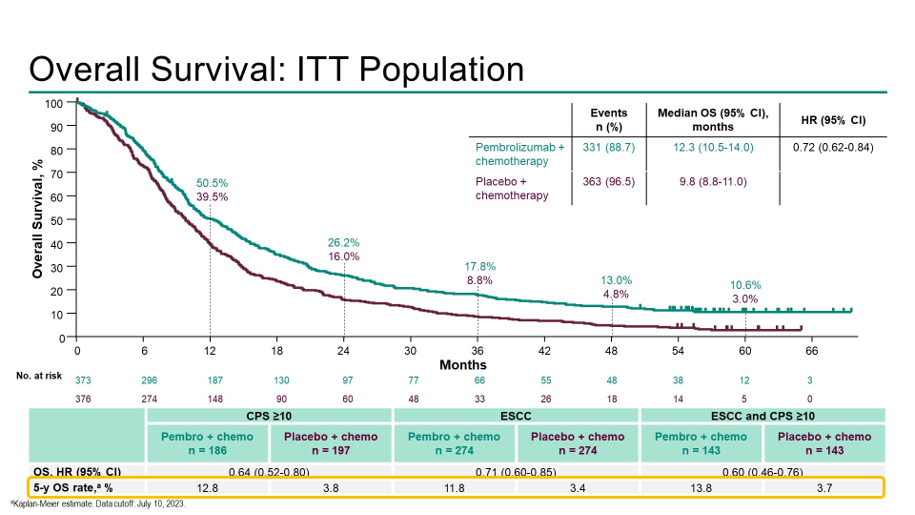 Overall Survival: ITT Population
Events
n (%)
Median OS (95% CI),
months
HR (95% CI)
Pembrolizumab +
chemotherapy
331 (88.7)
12.3 (10.5-14.0)
0.72 (0.62-0.84)
Placebo +
chemotherapy
363 (96.5)
9.8 (8.8-11.0)
Overall Survival, %
100
90
80
70
60
50
40
30
20
10
0
50.5%
39.5%
26.2%
16.0%
17.8%
8.8%
13.0%
4.8%
10.6%
3.0%
0 6 12 18 24 30 36 42 48 54 60 66
Months
No. at risk
373 296 187 130 97 77 66 55 48 38 12 3
376 274 148 90 60 48 33 26 18 14 5 0
CPS ≥10 ESCC ESCC and CPS ≥10
Pembro + chemo
n = 186
Placebo + chemo
n = 197
Pembro + chemo
n = 274
Placebo + chemo
n = 274
Pembro + chemo
n = 143
Placebo + chemo
n = 143
OS, HR (95% CI) 0.64 (0.52-0.80) 0.71 (0.60-0.85) 0.60 (0.46-0.76)
5-y OS rate,ª % 12.8 3.8 11.8 3.4 13.8 3.7
ªKaplan-Meier estimate. Data cutoff: July 10, 2023.